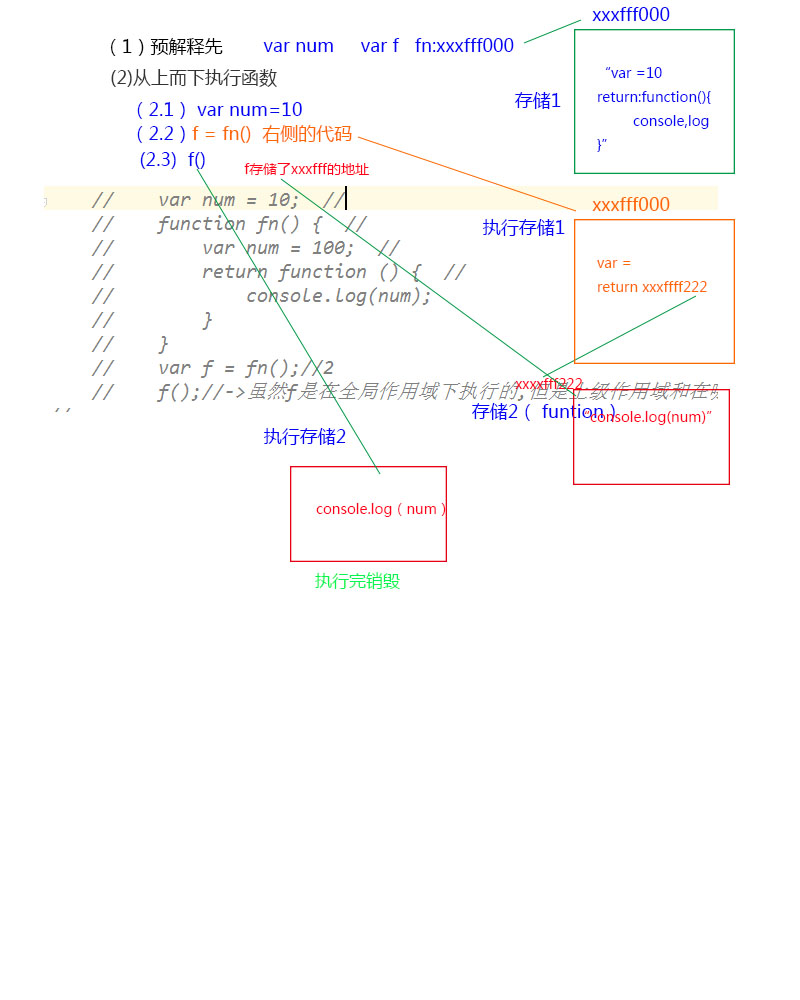 xxxfff000
（1）预解释先 var num var f fn:xxxfff000
(2)从上而下执行函数
存储1
“var =10
return:function(){
console,log
}”
（2.1） var num=10
（2.2）f = fn() 右侧的代码
(2.3) f()
f存储了xxxfff的地址
xxxfff000
执行存储1
var =
return xxxffff222
// var num = 10; //
// function fn() { //
// var num = 100; //
// return function () { //
// console.log(num);
// }
// }
// var f = fn();//2
// f();//->虽然f是在全局作用域下执行的,但是上级作用域和在
//
xxxxfff222
存储2（ funtion ）
“console.log(num)”
执行存储2
console.log（num）
执行完销毁